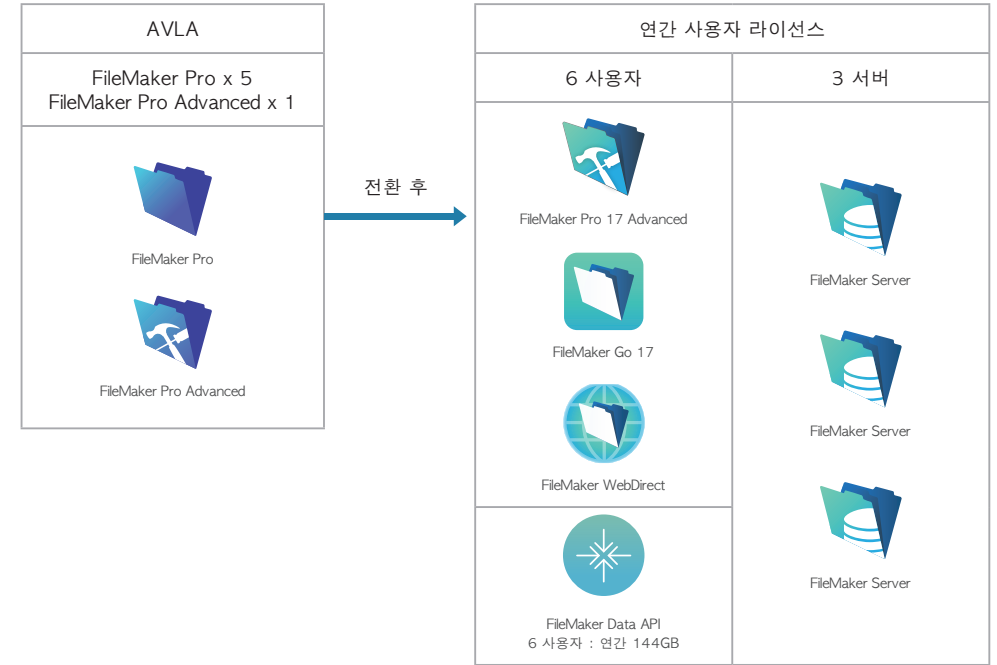 AVLA
FileMaker Pro x 5
FileMaker Pro Advanced x 1
FileMaker Pro
FileMaker Pro Advanced
전환 후
연간 사용자 라이선스
6 사용자
3 서버
FileMaker Pro 17 Advanced
FileMaker Go 17
FileMaker WebDirect
FileMaker Data API
6 사용자 : 연간 144GB
FileMaker Server
FileMaker Server
FileMaker Server